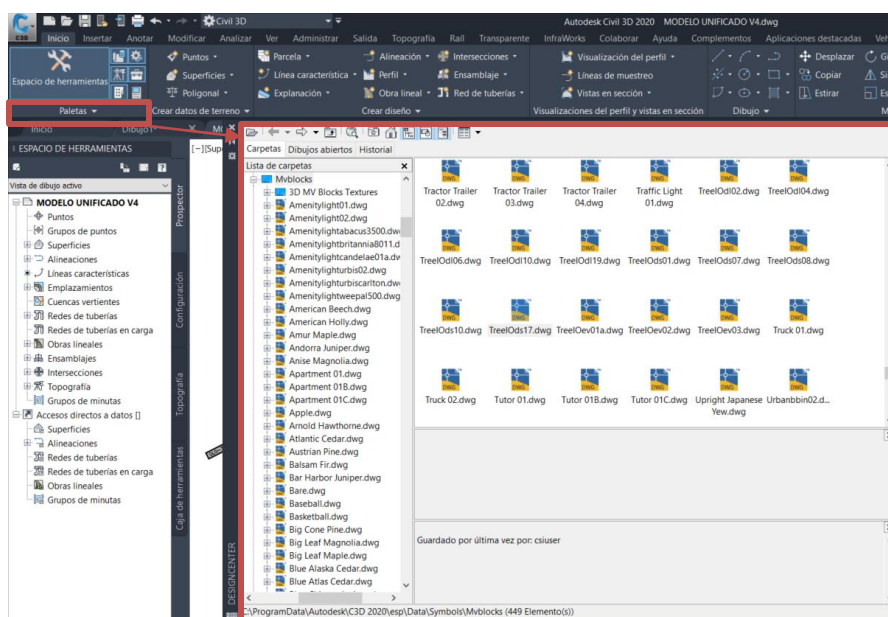 Civil 3D
Autodesk Civil 3D 2020 MODELO UNIFICADO V4.dwg
C3D Inicio Insertar Anotar Modificar Analizar Ver Administrar Salida Topografía Rail Transparente InfraWorks Colaborar Ayuda Complementos Aplicaciones destacadas
Espacio de herramientas
Puntos
Superficies
Poligonal
Parcela
Línea característica
Explanación
Alineación
Perfil
Obra lineal
Intersecciones
Ensamblaje
Red de tuberías
Visualización del perfil
Líneas de muestreo
Vistas en sección
Desplazar
Copiar
Estirar
Paletas
Crear datos de terreno
Crear diseño
Visualizaciones del perfil y vistas en sección
Dibujo
Inicio Dibujo1
ESPACIO DE HERRAMIENTAS
Vista de dibujo activo
MODELO UNIFICADO V4
Puntos
Grupos de puntos
Superficies
Alineaciones
Líneas características
Emplazamientos
Cuencas vertientes
Redes de tuberías
Redes de tuberías en carga
Obras lineales
Ensamblajes
Intersecciones
Topografía
Grupos de minutas
Accesos directos a datos []
Superficies
Alineaciones
Redes de tuberías
Redes de tuberías en carga
Obras lineales
Grupos de minutas
Prospector
Configuración
Topografía
Caja de herramientas
DESIGNCENTER
Carpetas Dibujos abiertos Historial
Lista de carpetas
Mvblocks
3D MV Blocks Textures
Amenitylight01.dwg
Amenitylight02.dwg
Amenitylightabacus3500.dw
Amenitylightbritannia8011.d
Amenitylightcandelae01a.dv
Amenitylighturbis02.dwg
Amenitylighturbiscarlton.dw
Amenitylightweepal500.dwg
American Beech.dwg
American Holly.dwg
Amur Maple.dwg
Andorra Juniper.dwg
Anise Magnolia.dwg
Apartment 01.dwg
Apartment 01B.dwg
Apartment 01C.dwg
Apple.dwg
Arnold Hawthorne.dwg
Atlantic Cedar.dwg
Austrian Pine.dwg
Balsam Fir.dwg
Bar Harbor Juniper.dwg
Bare.dwg
Baseball.dwg
Basketball.dwg
Big Cone Pine.dwg
Big Leaf Magnolia.dwg
Big Leaf Maple.dwg
Blue Alaska Cedar.dwg
Blue Atlas Cedar.dwg
Tractor Trailer 02.dwg
Tractor Trailer 03.dwg
Tractor Trailer 04.dwg
Traffic Light 01.dwg
TreeIOdl02.dwg
TreeIOdl04.dwg
TreeIOdl06.dwg TreeIOdl10.dwg TreeIOdl19.dwg TreeIOds01.dwg TreeIOds07.dwg TreeIOds08.dwg
TreeIOds10.dwg TreeIOds17.dwg TreeIOev01a.dwg TreeIOev02.dwg TreeIOev03.dwg Truck 01.dwg
Truck 02.dwg Tutor 01.dwg Tutor 01B.dwg Tutor 01C.dwg Upright Japanese Yew.dwg Urbanbbin02.d...
Guardado por última vez por: csiuser
C:\ProgramData\Autodesk\C3D 2020\esp\Data\Symbols\Mvblocks (449 Elemento(s))